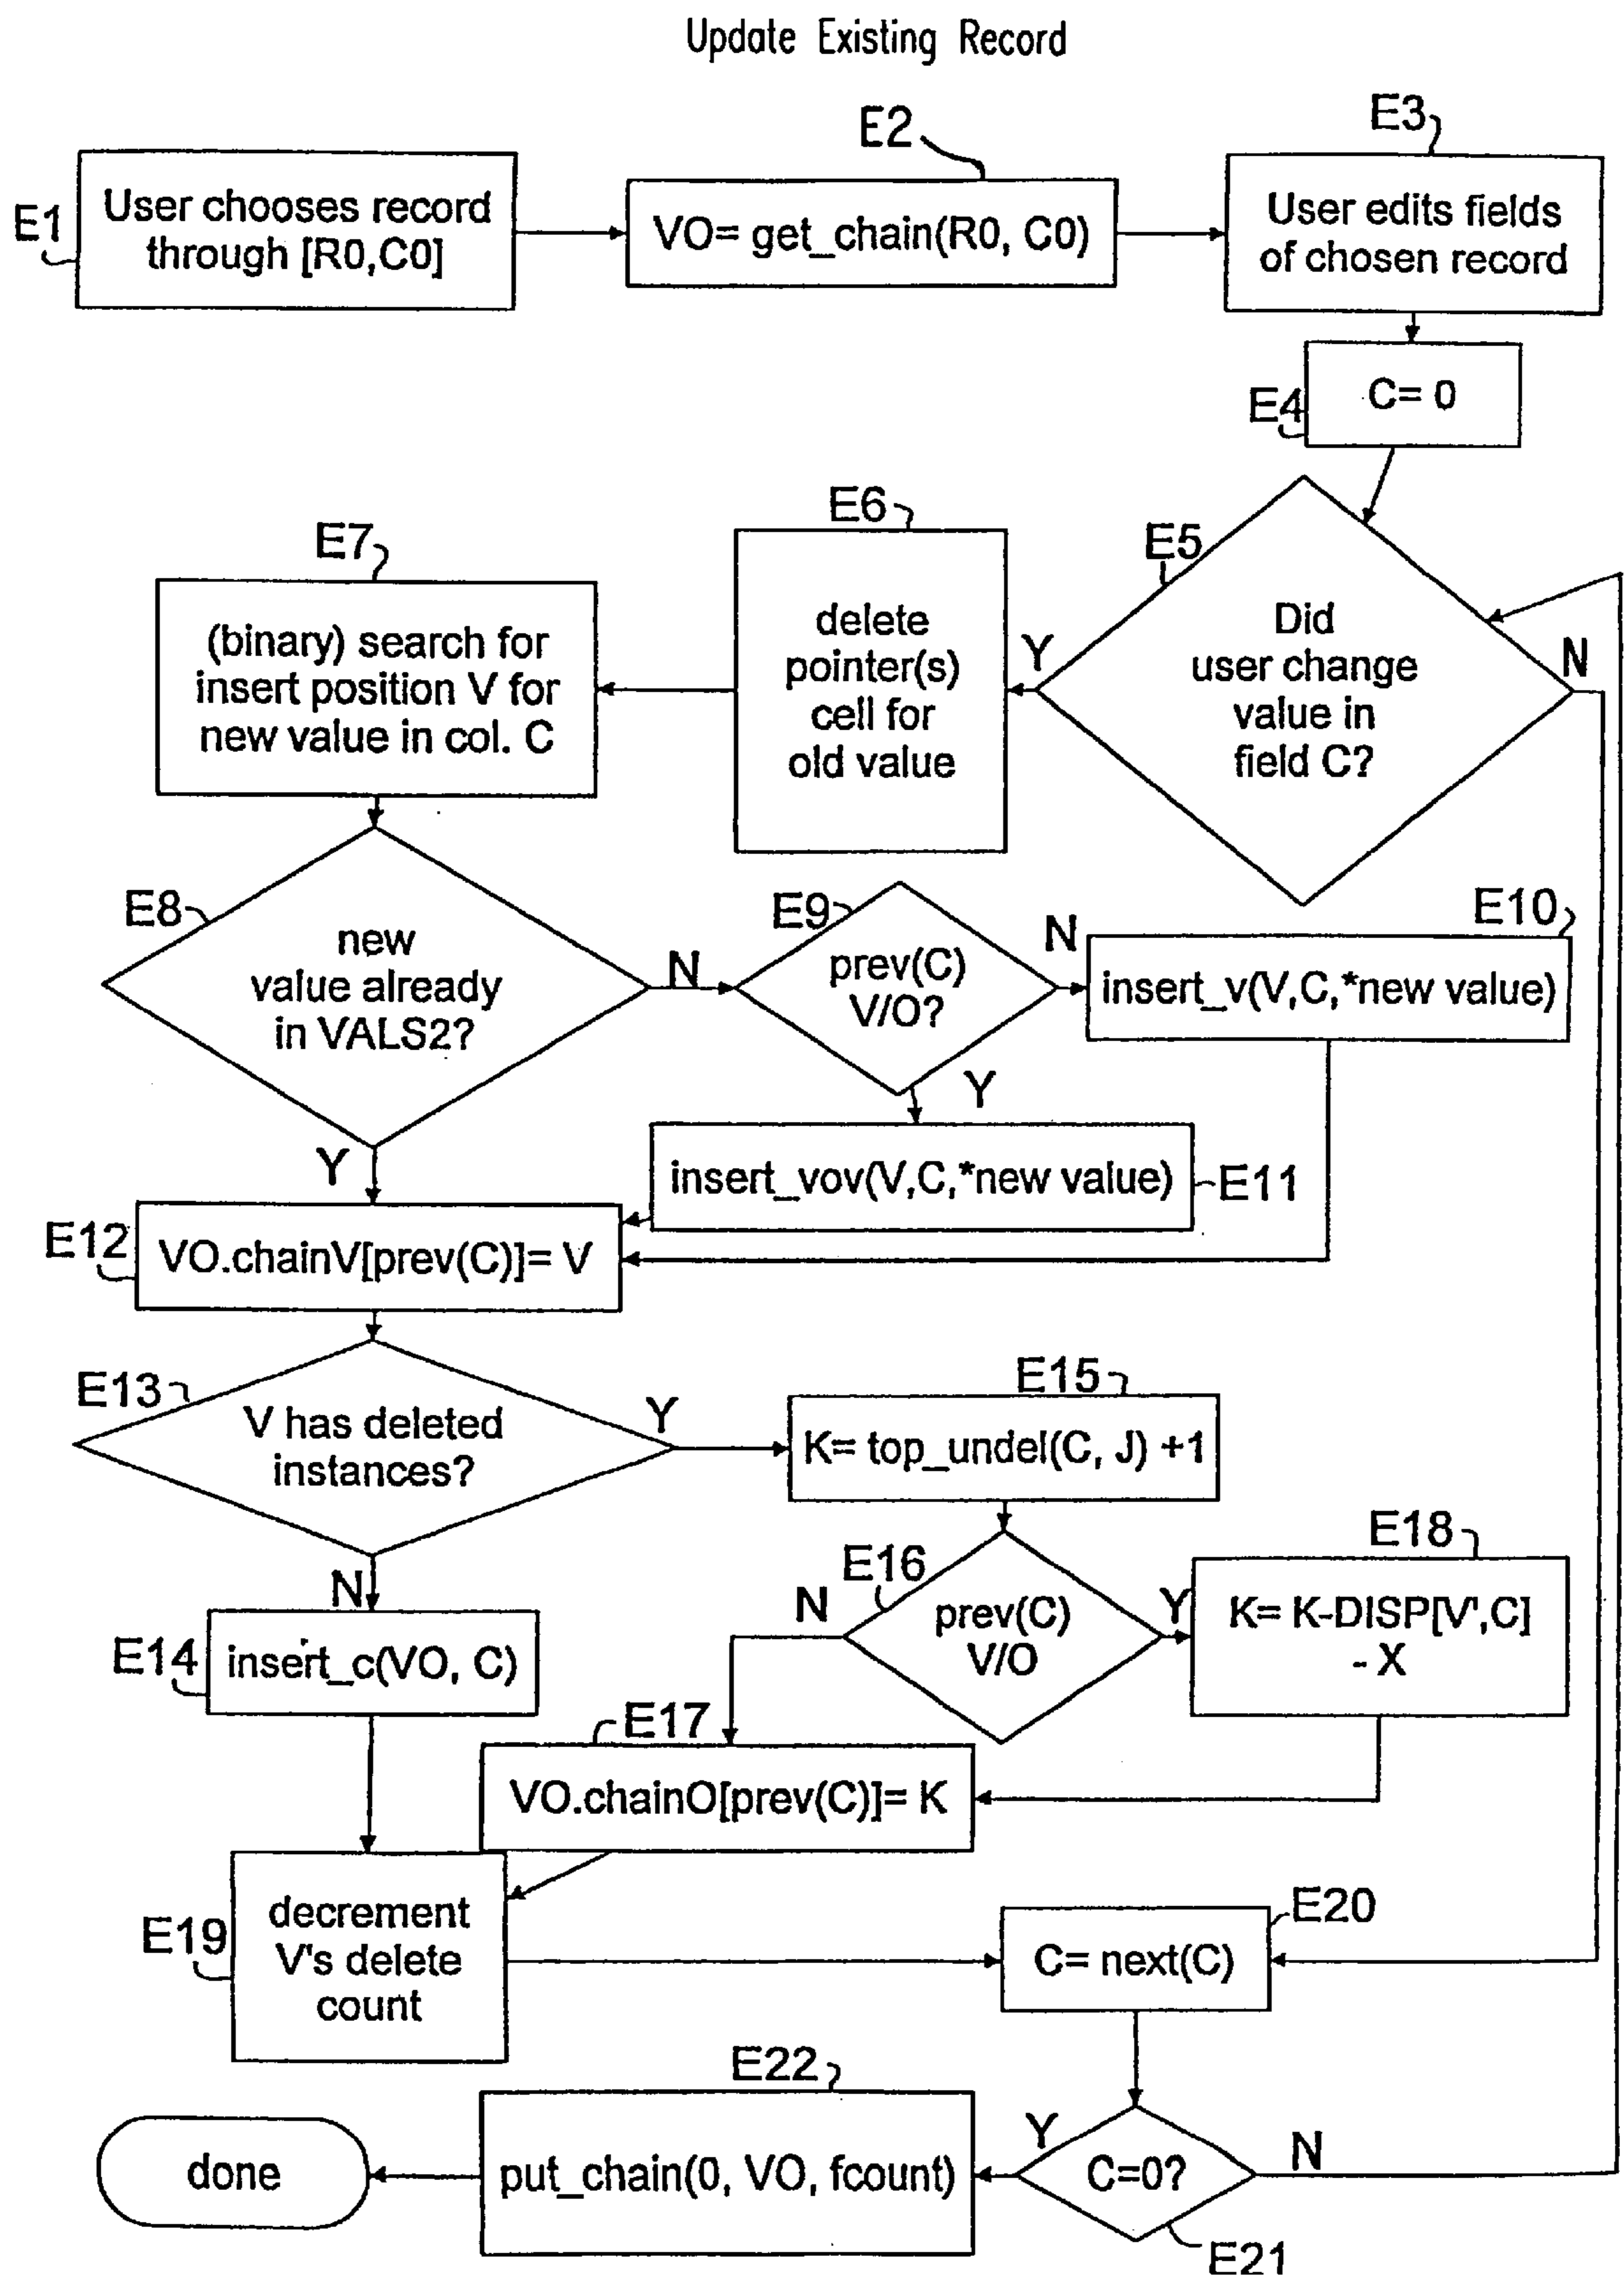 Update Existing Record
E1
User chooses record
through [R0,C0]
E2
VO= get_chain(R0, C0)
E3
User edits fields
of chosen record
E4
C= 0
E5
Did
user change
value in
field C?
Y
N
E6
delete
pointer(s)
cell for
old value
E7
(binary) search for
insert position V for
new value in col. C
E8
new
value already
in VALS2?
N
Y
E9
prev(C)
V/O?
N
Y
E10
insert_v(V,C,*new value)
insert_vov(V,C,*new value)
E11
E12
VO.chainV[prev(C)]= V
E13
V has deleted
instances?
Y
N
E14
insert_c(VO, C)
E15
K= top_undel(C, J) +1
E16
prev(C)
V/O
N
Y
E18
K= K-DISP[V',C]
- X
E17
VO.chainO[prev(C)]= K
E19
decrement
V's delete
count
E20
C= next(C)
C=0?
E21
Y
N
E22
put_chain(0, VO, fcount)
done